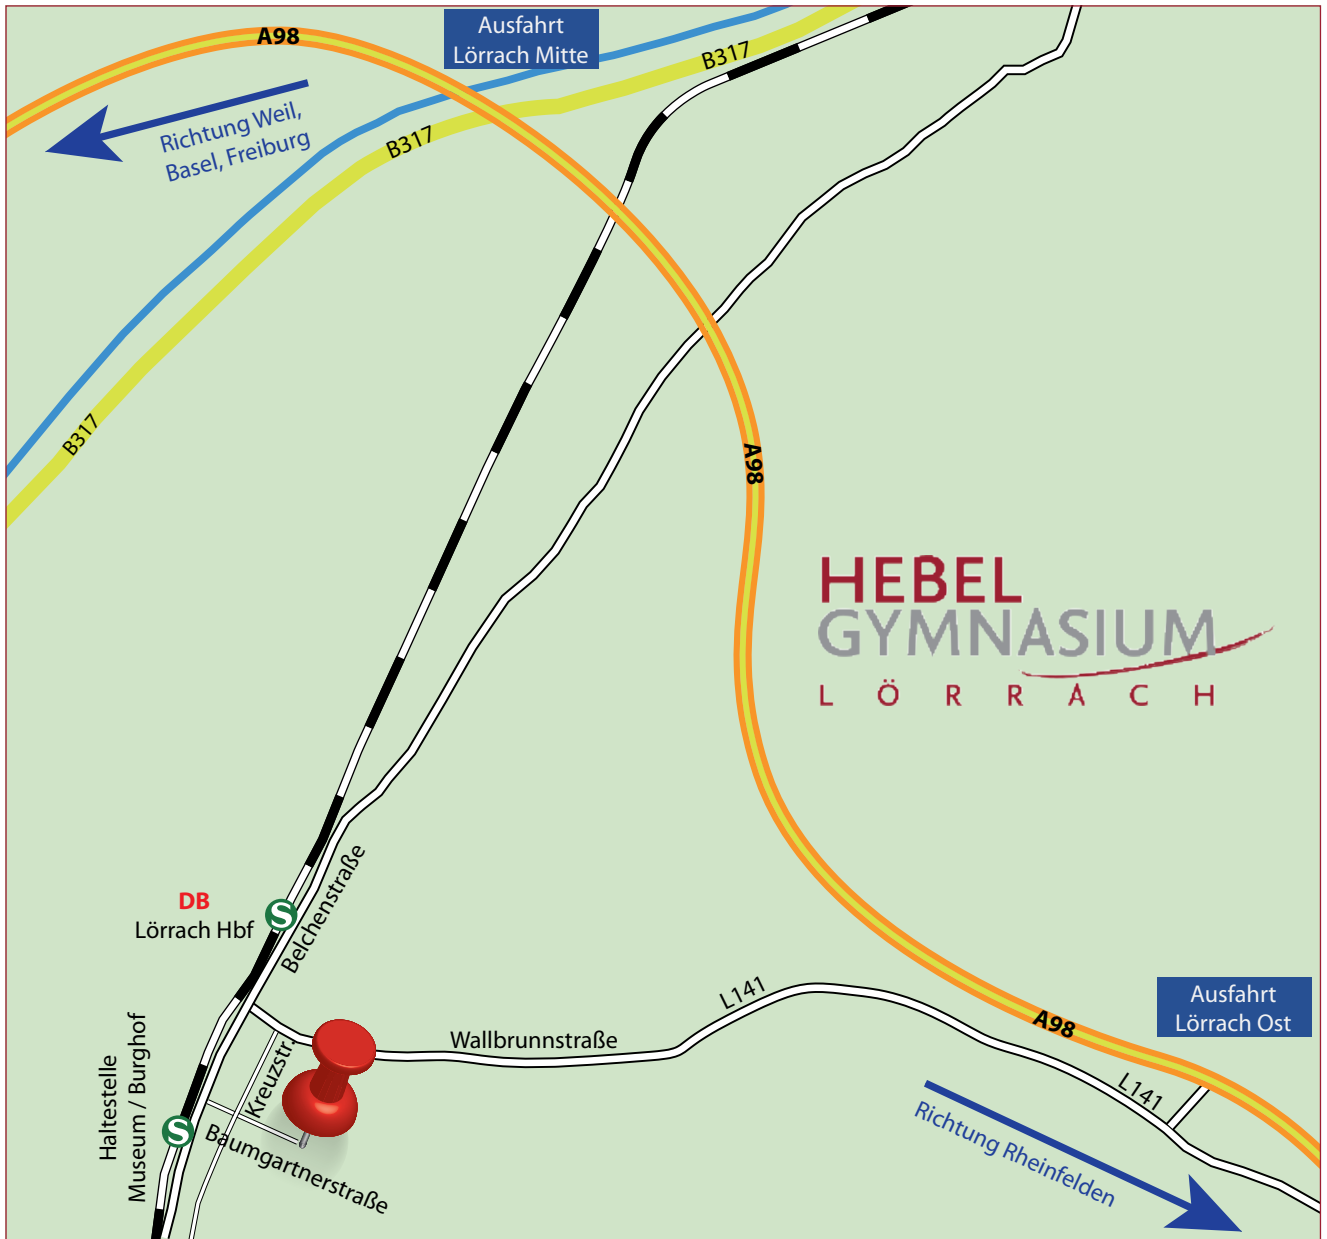 A98
Ausfahrt
Lörrach Mitte
B317
Richtung Weil,
Basel, Freiburg
B317
B317
A98
HEBEL
GYMNASIUM
LÖRRACH
DB
Lörrach Hbf
S
Belchenstraße
L141
Ausfahrt
Lörrach Ost
A98
Wallbrunnstraße
Haltestelle
Museum / Burghof
Kreuzstr.
L141
S
Baumgartnerstraße
Richtung Rheinfelden